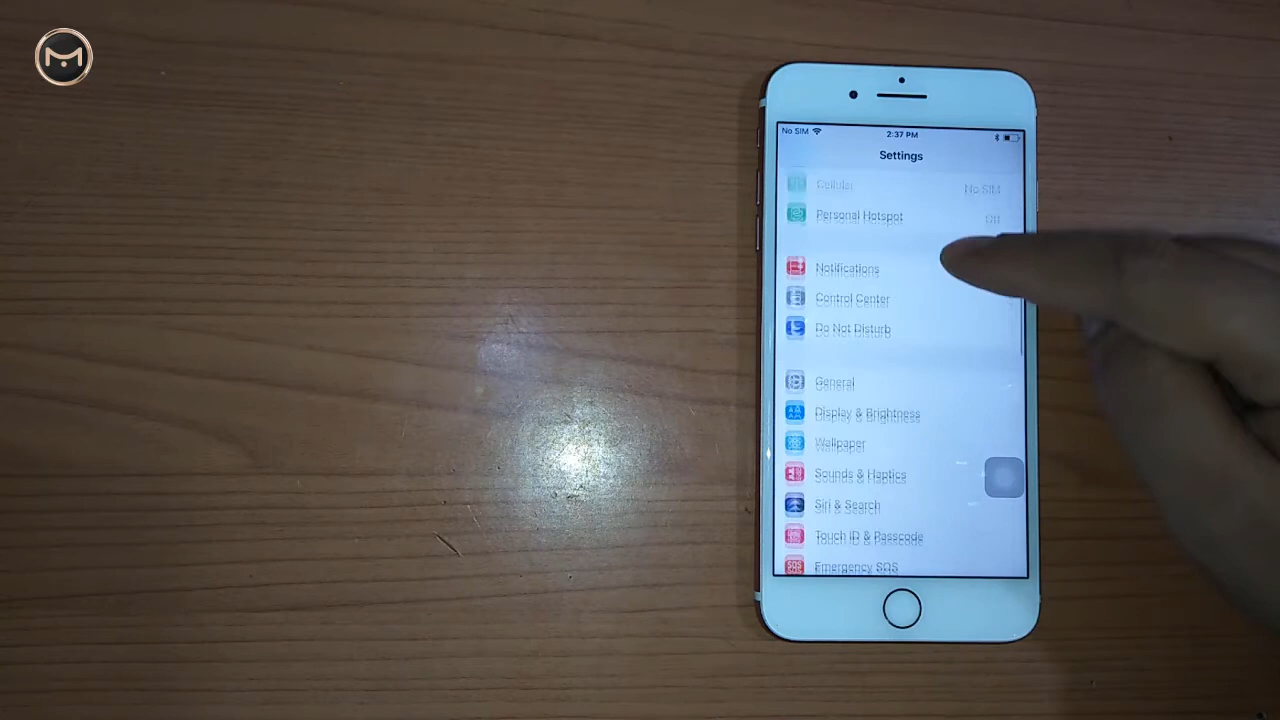 No SIM 2:37 PM
Settings
Cellular No SIM
Personal Hotspot Off
Notifications
Control Center
Do Not Disturb
General
Display & Brightness
Wallpaper
Sounds & Haptics
Siri & Search
Touch ID & Passcode
SOS Emergency SOS